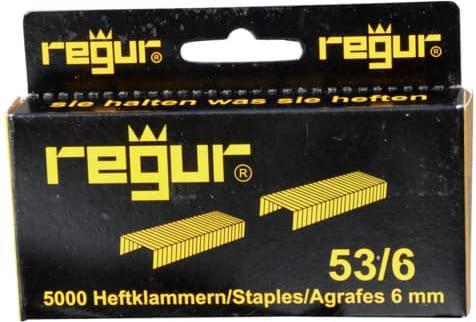 regur®
regur®
sie halten was sie heften
regur®
53/6
5000 Heftklammern/Staples/Agrafes 6 mm